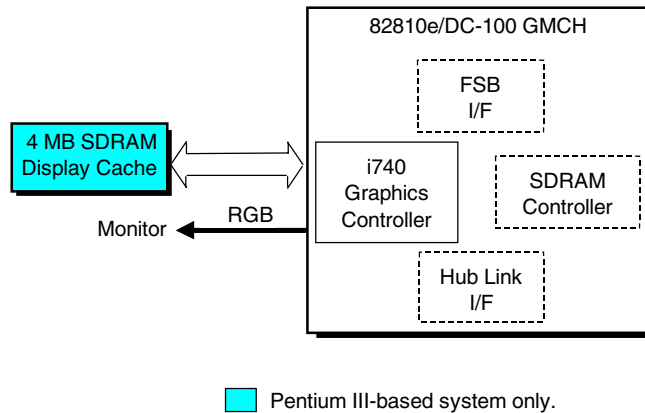 82810e/DC-100 GMCH
FSB
I/F
4 MB SDRAM
Display Cache
i740
Graphics
Controller
SDRAM
Controller
RGB
Monitor
Hub Link
I/F
Pentium III-based system only.